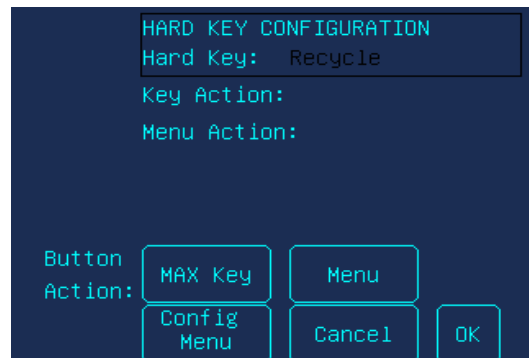 HARD KEY CONFIGURATION
Hard Key: Recycle
Key Action:
Menu Action:
Button Action:
MAX Key
Menu
Config Menu
Cancel
OK